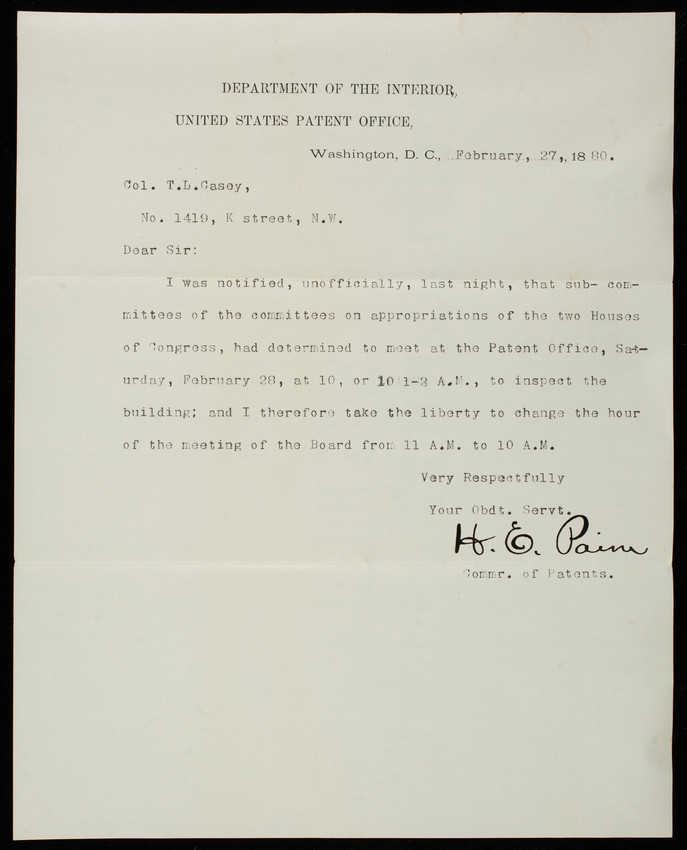 DEPARTMENT OF THE INTERIOR,
UNITED STATES PATENT OFFICE,
Washington, D. C., February, 27, 1880.
Col. T.L.Casey,
No. 1419, K street, N.W.
Dear Sir:
I was notified, unofficially, last night, that sub- com-
mittees of the committees on appropriations of the two Houses
of Congress, had determined to meet at the Patent Office, Sat-
urday, February 28, at 10, or 10 1-2 A.M., to inspect the
building; and I therefore take the liberty to change the hour
of the meeting of the Board from 11 A.M. to 10 A.M.
Very Respectfully
Your Obdt. Servt.
H. E. Paine
Commr. of Patents.